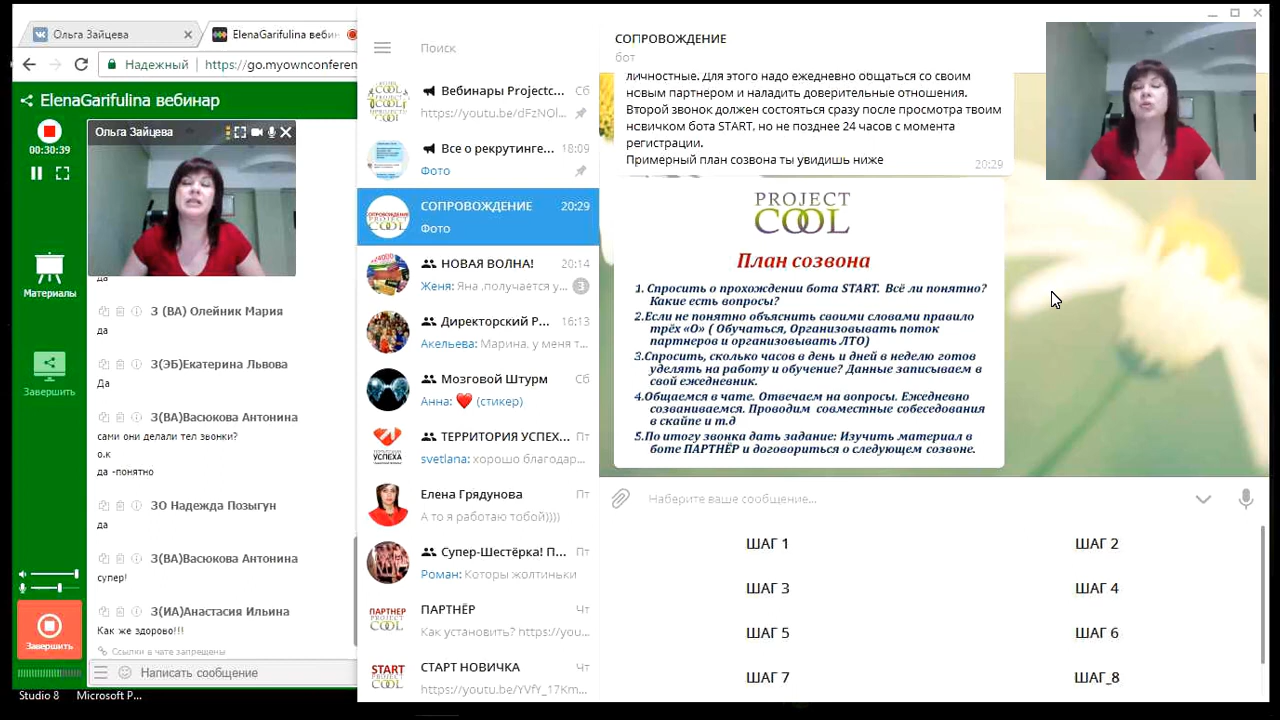 Ольга Зайцева
ElenaGarifulina веби
Надежный
https://go.myownconferen
ElenaGarifulina вебинар
00:30:39
Материалы
Завершить
Завершить
Ольга Зайцева
да
З (ВА) Олейник Мария
да
З(ЭБ)Екатерина Львова
Да
З(ВА)Васюкова Антонина
сами они делали тел звонки?
о.к
да -понятно
ЗО Надежда Позыгун
да
З(ВА)Васюкова Антонина
супер!
З(ИА)Анастасия Ильина
Как же здорово!!!
Ссылки в чате запрещены
Написать сообщение
Studio 8
Microsoft P...
Поиск
Вебинары Projectc... Сб
https://youtu.be/dFzNOl...
Все о рекрутинге... 18:09
Фото
СОПРОВОЖДЕНИЕ 20:29
Фото
НОВАЯ ВОЛНА! 20:14
Женя: Яна ,получается у... 3
Директорский Р... 16:13
Акельева: Марина, у меня т...
Мозговой Штурм Сб
Анна: ❤️ (стикер)
ТЕРРИТОРИЯ УСПЕХ... Пт
svetlana: хорошо благодар...
Елена Грядунова Пт
А то я работаю тобой))))
Супер-Шестёрка! П... Пт
Роман: Которы жолтиньки
ПАРТНЁР Чт
Как установить? https://you...
СТАРТ НОВИЧКА Чт
https://youtu.be/YVfY_17Km...
СОПРОВОЖДЕНИЕ
бот
личностные. Для этого надо ежедневно общаться со своим
новым партнером и наладить доверительные отношения.
Второй звонок должен состояться сразу после просмотра твоим
новичком бота START, но не позднее 24 часов с момента
регистрации.
Примерный план созвона ты увидишь ниже
20:29
PROJECT
COOL
План созвона
1. Спросить о прохождении бота START. Всё ли понятно?
Какие есть вопросы?
2.Если не понятно объяснить своими словами правило
трёх «О» ( Обучаться, Организовывать поток
партнеров и организовывать ЛТО)
3.Спросить, сколько часов в день и дней в неделю готов
уделять на работу и обучение? Данные записываем в
свой ежедневник.
4.Общаемся в чате. Отвечаем на вопросы. Ежедневно
созваниваемся. Проводим совместные собеседования
в скайпе и т.д
5.По итогу звонка дать задание: Изучить материал в
боте ПАРТНЁР и договориться о следующем созвоне.
Наберите ваше сообщение...
ШАГ 1
ШАГ 2
ШАГ 3
ШАГ 4
ШАГ 5
ШАГ 6
ШАГ 7
ШАГ_8